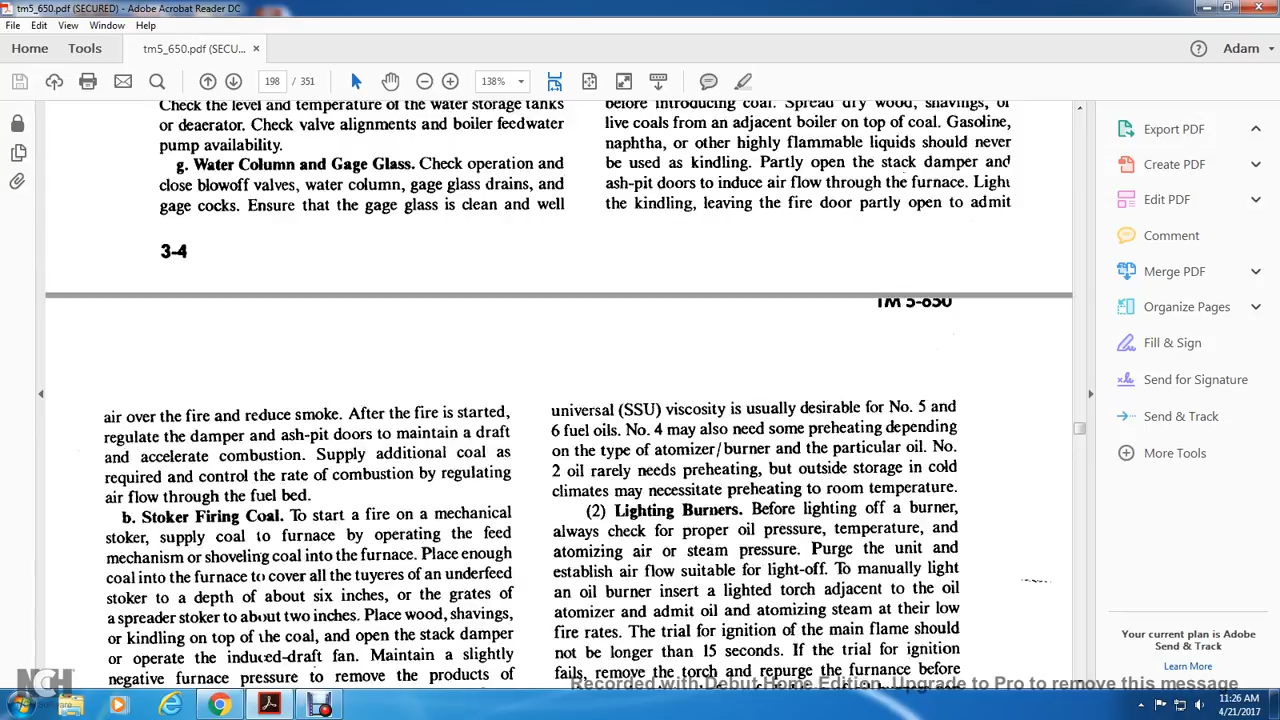 tm5_650.pdf (SECURED) - Adobe Acrobat Reader DC
File Edit View Window Help
Home Tools tm5_650.pdf (SECU... × Adam
198 / 351 138%
Check the level and temperature of the water storage tanks
or deaerator. Check valve alignments and boiler feedwater
pump availability.
g. Water Column and Gage Glass. Check operation and
close blowoff valves, water column, gage glass drains, and
gage cocks. Ensure that the gage glass is clean and well
3-4
before introducing coal. Spread dry wood, shavings, or
live coals from an adjacent boiler on top of coal. Gasoline,
naphtha, or other highly flammable liquids should never
be used as kindling. Partly open the stack damper and
ash-pit doors to induce air flow through the furnace. Light
the kindling, leaving the fire door partly open to admit
TM 5-650
air over the fire and reduce smoke. After the fire is started,
regulate the damper and ash-pit doors to maintain a draft
and accelerate combustion. Supply additional coal as
required and control the rate of combustion by regulating
air flow through the fuel bed.
b. Stoker Firing Coal. To start a fire on a mechanical
stoker, supply coal to furnace by operating the feed
mechanism or shoveling coal into the furnace. Place enough
coal into the furnace to cover all the tuyeres of an underfeed
stoker to a depth of about six inches, or the grates of
a spreader stoker to about two inches. Place wood, shavings,
or kindling on top of the coal, and open the stack damper
or operate the induced-draft fan. Maintain a slightly
negative furnace pressure to remove the products of
universal (SSU) viscosity is usually desirable for No. 5 and
6 fuel oils. No. 4 may also need some preheating depending
on the type of atomizer/burner and the particular oil. No.
2 oil rarely needs preheating, but outside storage in cold
climates may necessitate preheating to room temperature.
(2) Lighting Burners. Before lighting off a burner,
always check for proper oil pressure, temperature, and
atomizing air or steam pressure. Purge the unit and
establish air flow suitable for light-off. To manually light
an oil burner insert a lighted torch adjacent to the oil
atomizer and admit oil and atomizing steam at their low
fire rates. The trial for ignition of the main flame should
not be longer than 15 seconds. If the trial for ignition
fails, remove the torch and repurge the furnance before
Export PDF
Create PDF
Edit PDF
Comment
Merge PDF
Organize Pages
Fill & Sign
Send for Signature
Send & Track
More Tools
Your current plan is Adobe
Send & Track
Learn More
NCH
Recorded with Debut Home Edition. Upgrade to Pro to remove this message
11:26 AM
4/21/2017